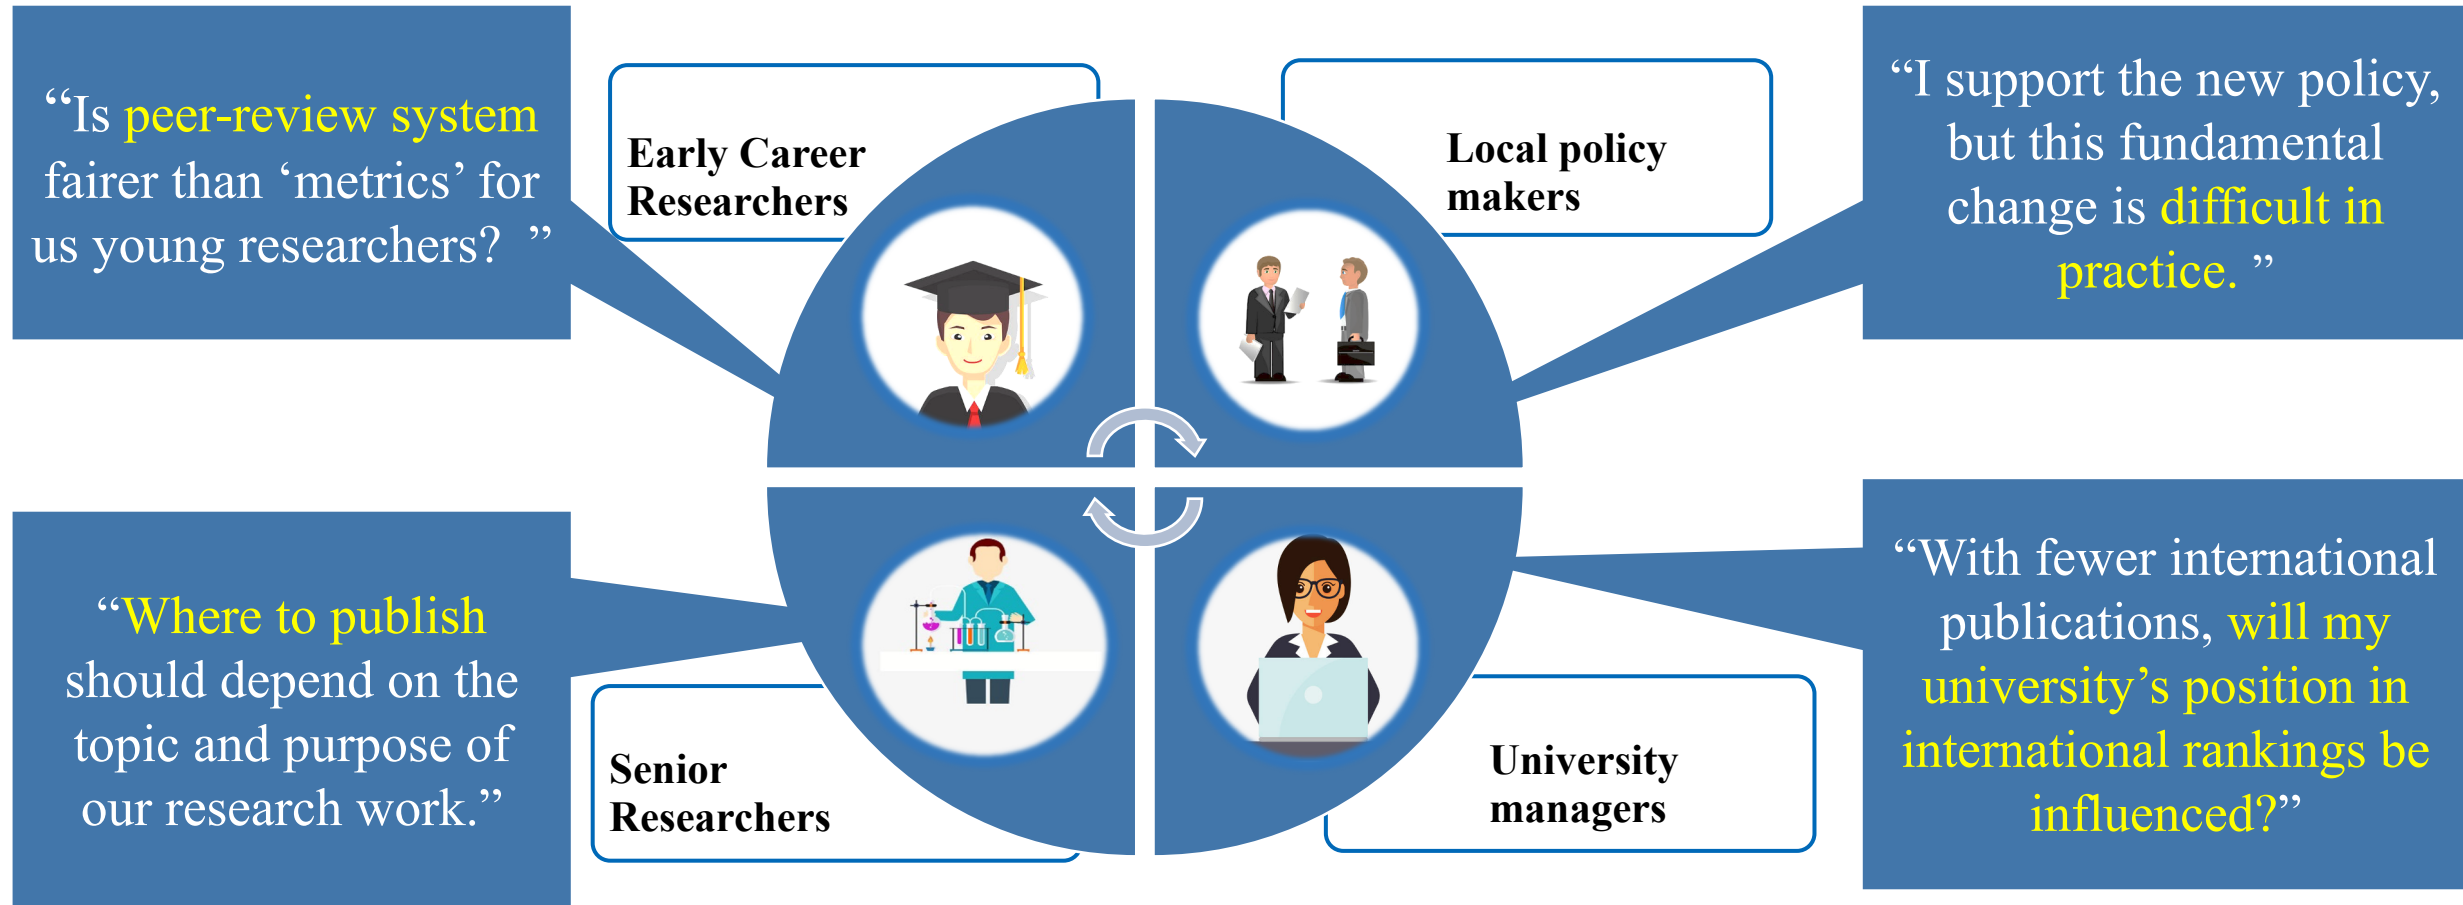 “Is peer-review system
fairer than ‘metrics’ for
us young researchers?  ”
Early Career
Researchers
Local policy
makers
“I support the new policy,
but this fundamental
change is difficult in
practice. ”
“Where to publish
should depend on the
topic and purpose of
our research work.”
Senior
Researchers
University
managers
“With fewer international
publications, will my
university’s position in
international rankings be
influenced?”